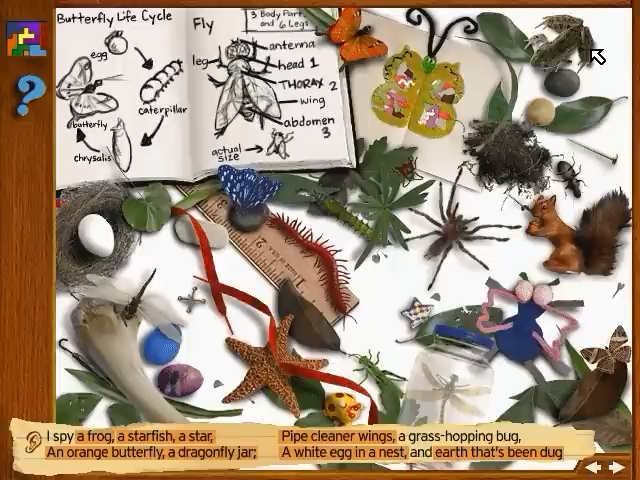 Butterfly Life Cycle
egg
caterpillar
butterfly
chrysalis
Fly
3 Body Parts
and 6 Legs
antenna
leg
head 1
THORAX 2
wing
abdomen
3
actual
size
3
2
?
I spy a frog, a starfish, a star,
An orange butterfly, a dragonfly jar;
Pipe cleaner wings, a grass-hopping bug,
A white egg in a nest, and earth that's been dug